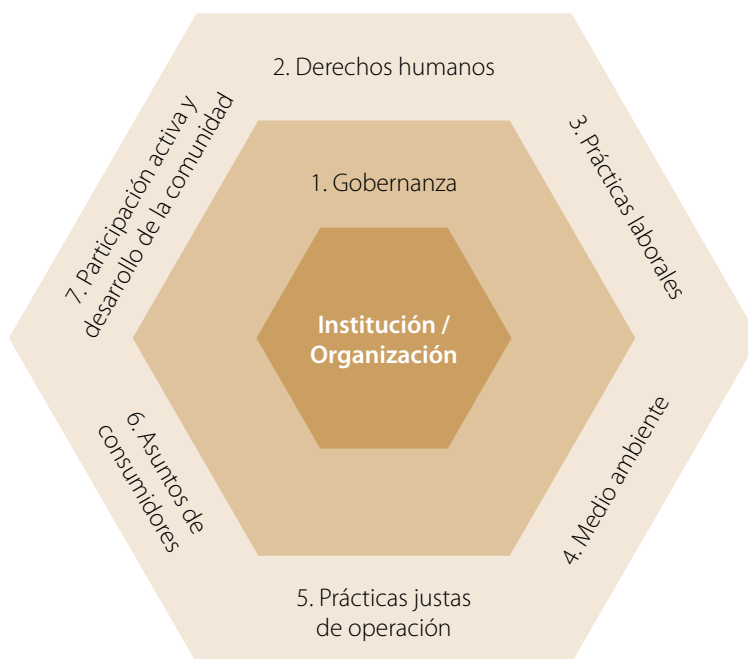 2. Derechos humanos
1. Gobernanza
3. Prácticas laborales
7. Participación activa y
desarrollo de la comunidad
Institución /
Organización
6. Asuntos de
consumidores
4. Medio ambiente
5. Prácticas justas
de operación